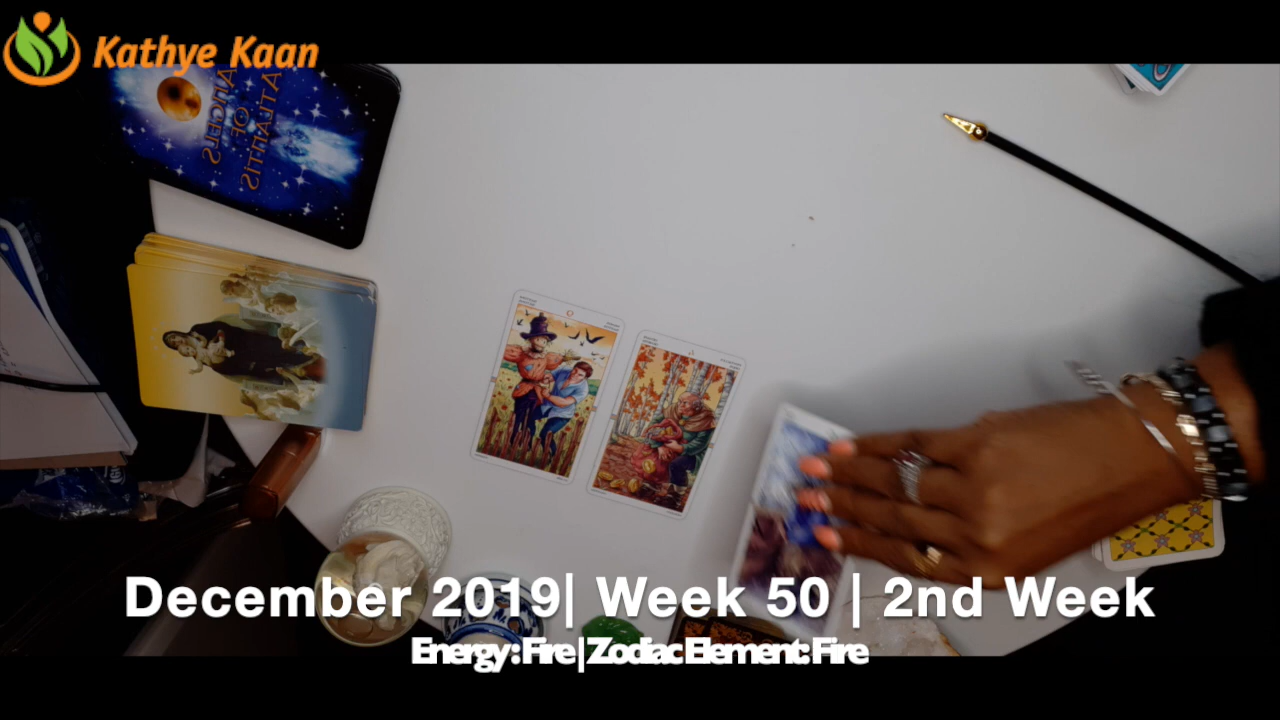 Kathye Kaan
ANGELS
OF
ATLANTIS
December 2019| Week 50 | 2nd Week
Energy: Fire | Zodiac Element: Fire